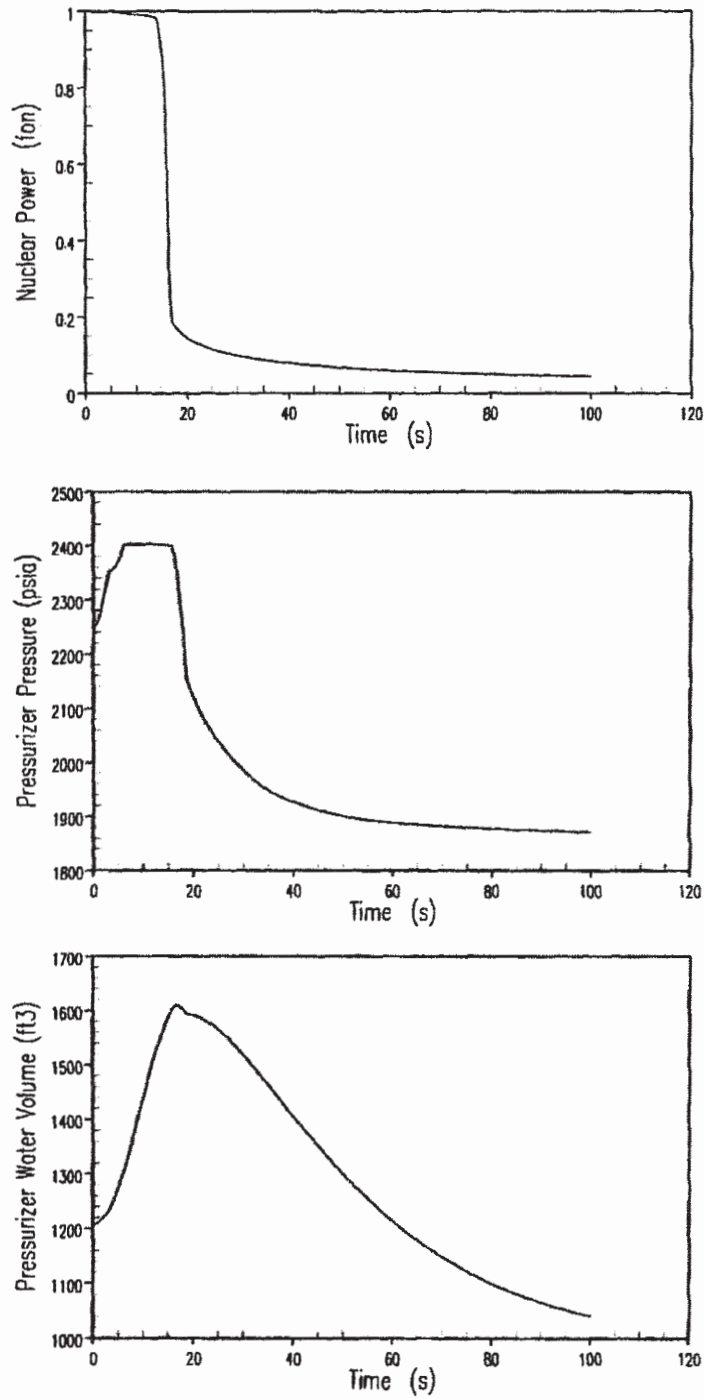 Nuclear Power (fon)
1
0.8
0.6
0.4
0.2
0
0 20 40 60 80 100 120
Time (s)
Pressurizer Pressure (psia)
2500
2400
2300
2200
2100
2000
1900
1800
0 20 40 60 80 100 120
Time (s)
Pressurizer Water Volume (ft3)
1700
1600
1500
1400
1300
1200
1100
1000
0 20 40 60 80 100 120
Time (s)